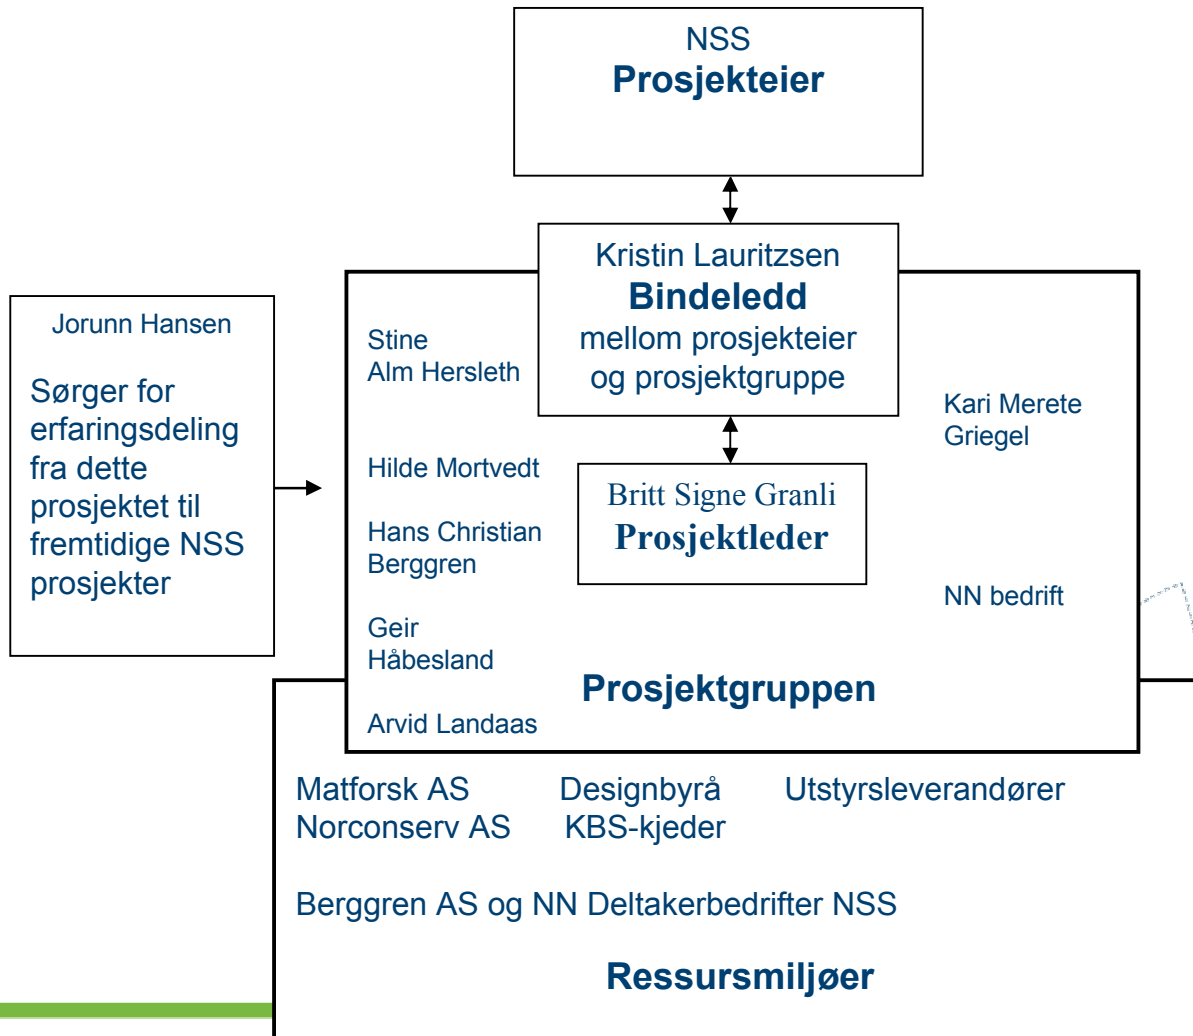 NSS
Prosjekteier
Kristin Lauritzsen
Bindeledd
mellom prosjekteier
og prosjektgruppe
Jorunn Hansen
Sørger for
erfaringsdeling
fra dette
prosjektet til
fremtidige NSS
prosjekter
Stine
Alm Hersleth
Hilde Mortvedt
Hans Christian
Berggren
Geir
Håbesland
Arvid Landaas
Britt Signe Granli
Prosjektleder
Kari Merete
Griegel
NN bedrift
Prosjektgruppen
Matforsk AS Designbyrå Utstyrsleverandører
Norconserv AS KBS-kjeder
Berggren AS og NN Deltakerbedrifter NSS
Ressursmiljøer